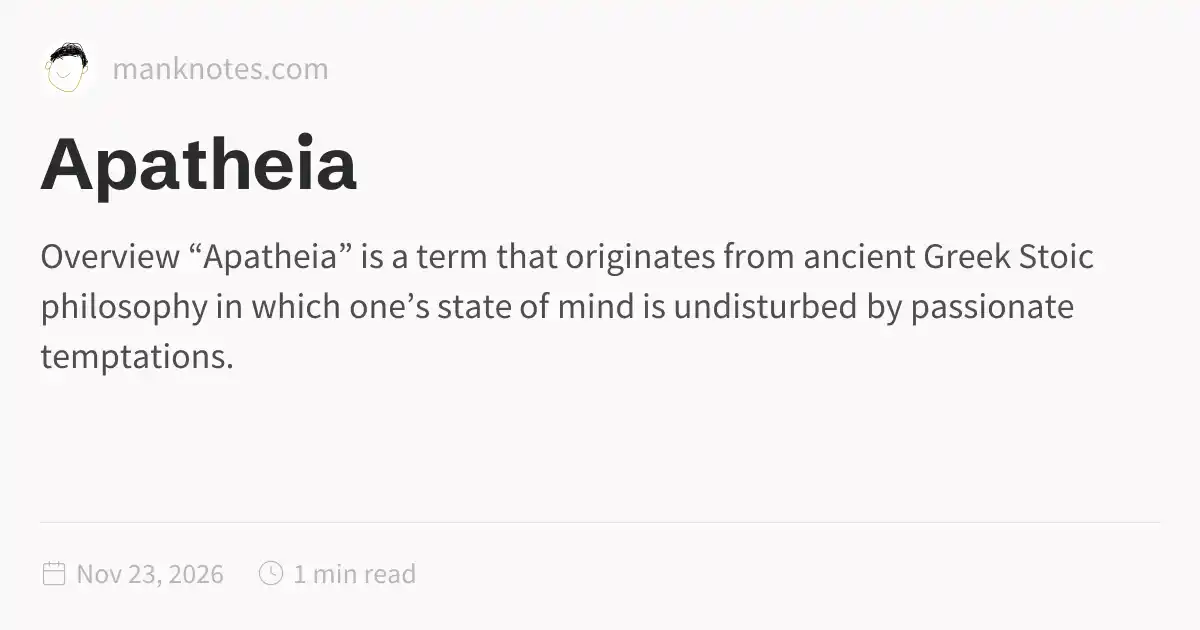 manknotes.com
Apatheia
Overview “Apatheia” is a term that originates from ancient Greek Stoic
philosophy in which one’s state of mind is undisturbed by passionate
temptations.
Nov 23, 2026 1 min read